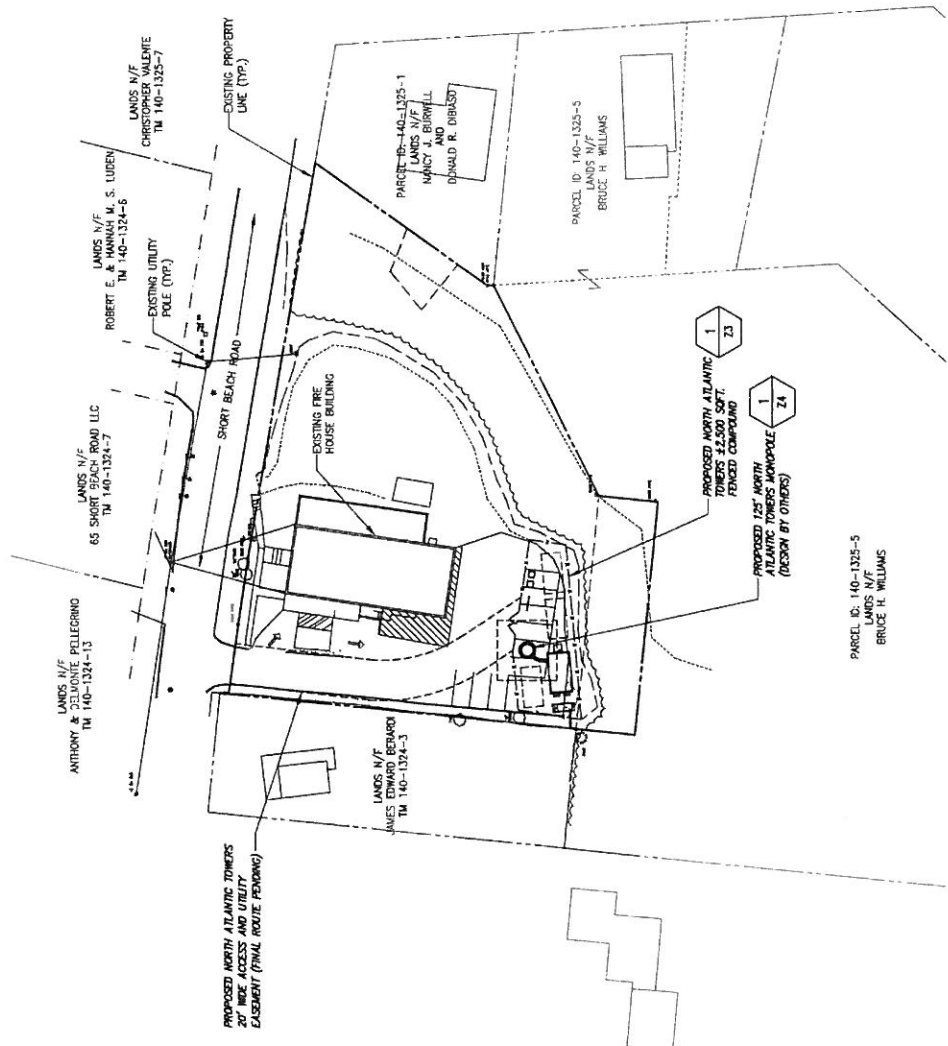 LANDS N/F
CHRISTOPHER VALENTE
TM 140-1325-7
EXISTING PROPERTY
LINE (TYP.)
LANDS N/F
ROBERT E. & HANNAH M. S. LUDEN
TM 140-1324-6
EXISTING UTILITY
POLE (TYP.)
LANDS N/F
65 SHORT BEACH ROAD LLC
TM 140-1324-7
SHORT BEACH ROAD
LANDS N/F
ANTHONY & DELMONTE PELLEGRINO
TM 140-1324-13
PARCEL ID: 140-1325-1
LANDS N/F
NANCY J. BURWELL
AND
DONALD R. DIBIASO
PARCEL ID: 140-1325-5
LANDS N/F
BRUCE H. WILLIAMS
EXISTING FIRE
HOUSE BUILDING
PROPOSED NORTH ATLANTIC
TOWERS ±2,500 SQFT.
FENCED COMPOUND
1
Z3
PROPOSED 125' NORTH
ATLANTIC TOWERS MONOPOLE
(DESIGN BY OTHERS)
1
Z4
LANDS N/F
JAMES EDWARD BERARDI
TM 140-1324-3
PARCEL ID: 140-1325-5
LANDS N/F
BRUCE H. WILLIAMS
PROPOSED NORTH ATLANTIC TOWERS
20' WIDE ACCESS AND UTILITY
EASEMENT (FINAL ROUTE PENDING)